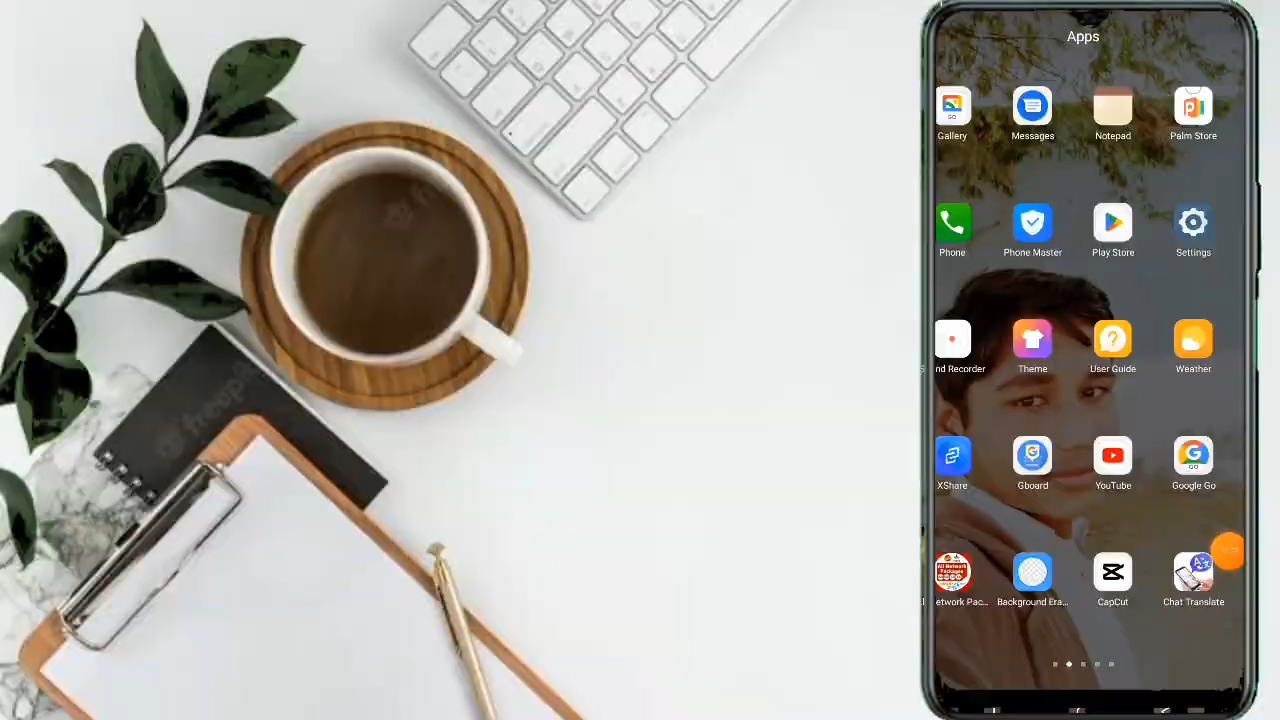 Apps
Gallery
Messages
Notepad
Palm Store
Phone
Phone Master
Play Store
Settings
nd Recorder
Theme
User Guide
Weather
XShare
Gboard
YouTube
Google Go
etwork Pac...
Background Era...
CapCut
Chat Translate